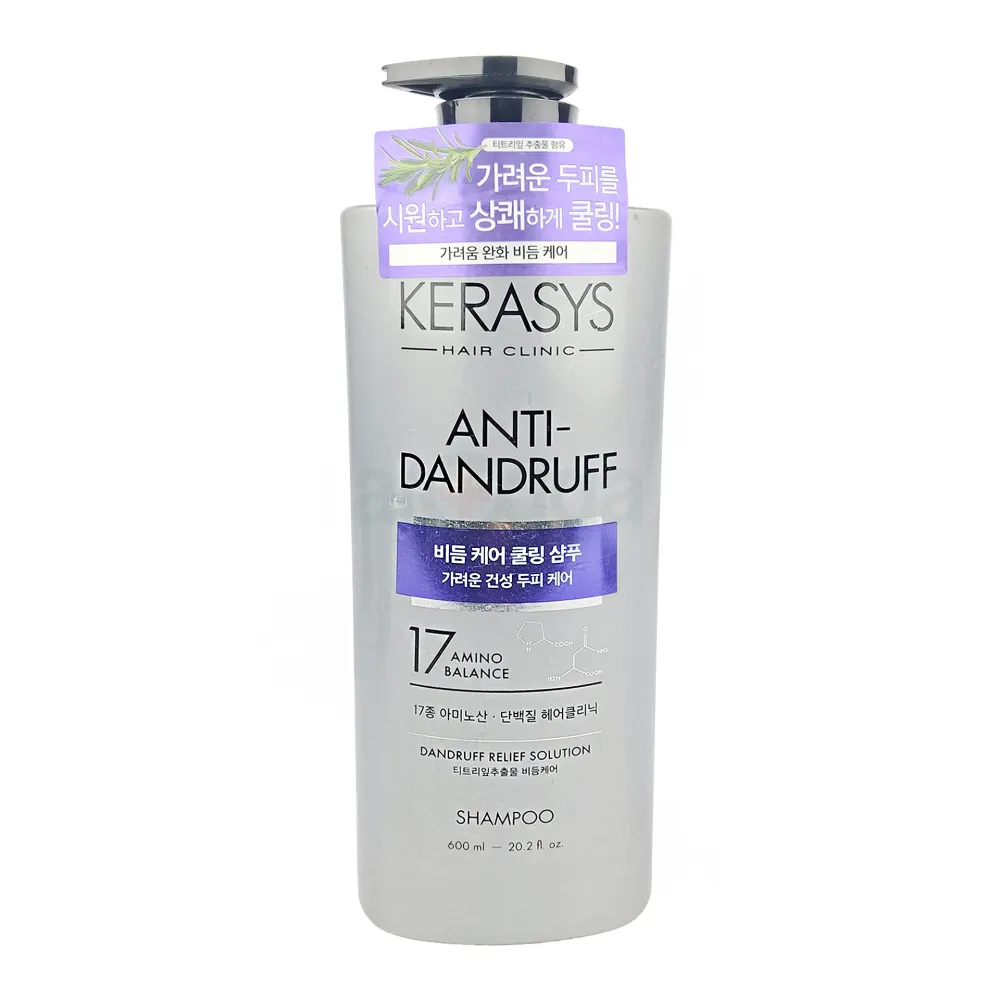 티트리잎 추출물 함유
가려운 두피를
시원하고 상쾌하게 쿨링!
가려움 완화 비듬 케어
KERASYS
HAIR CLINIC
ANTI-
DANDRUFF
비듬 케어 쿨링 샴푸
가려운 건성 두피 케어
17 AMINO
BALANCE
N
H
COOH
O
NH2
H2N
COOH
17종 아미노산 · 단백질 헤어클리닉
DANDRUFF RELIEF SOLUTION
티트리잎추출물 비듬케어
SHAMPOO
600 ml — 20.2 fl. oz.